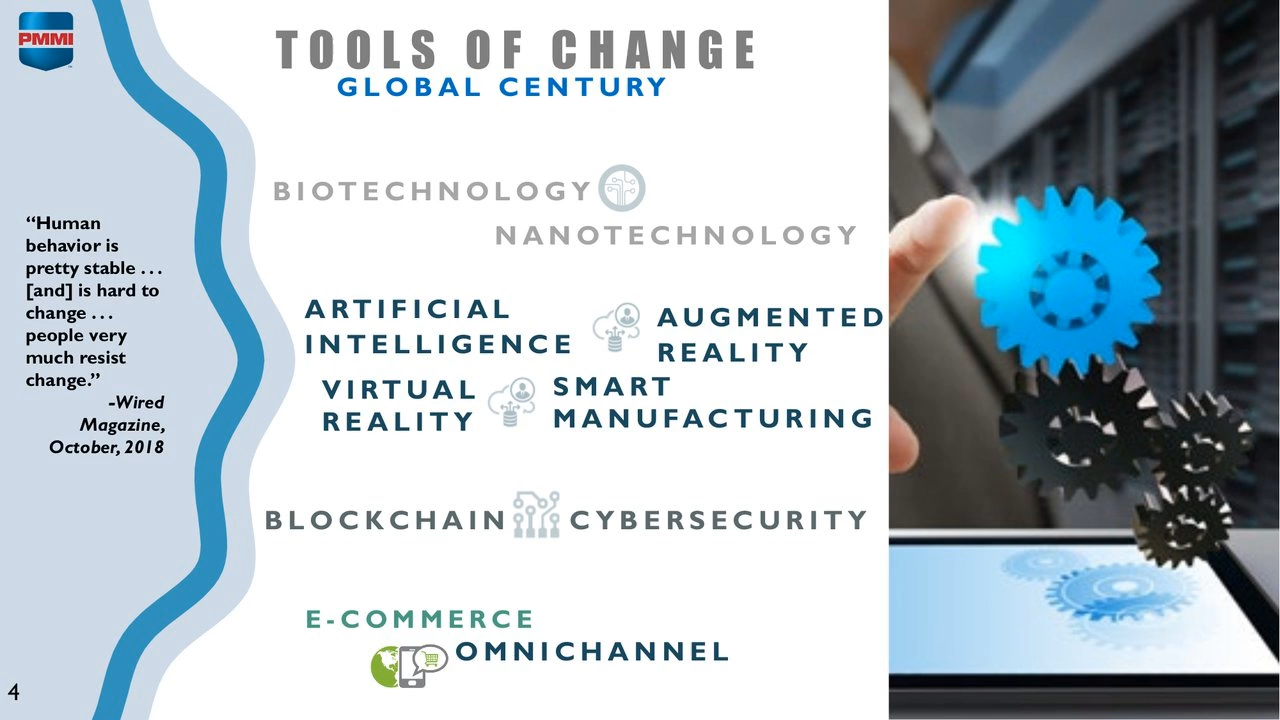 PMMI
TOOLS OF CHANGE
GLOBAL CENTURY
BIOTECHNOLOGY
NANOTECHNOLOGY
“Human
behavior is
pretty stable . . .
[and] is hard to
change . . .
people very
much resist
change.”
-Wired
Magazine,
October, 2018
ARTIFICIAL
INTELLIGENCE
AUGMENTED
REALITY
VIRTUAL
REALITY
SMART
MANUFACTURING
BLOCKCHAIN
CYBERSECURITY
E-COMMERCE
OMNICHANNEL
4